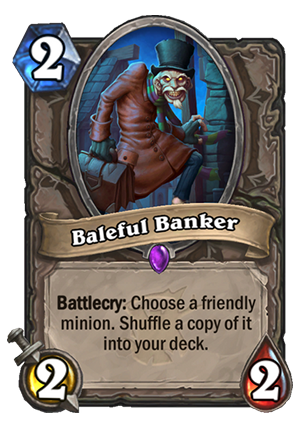 2
Baleful Banker
Battlecry: Choose a friendly
minion. Shuffle a copy of it
into your deck.
2 2